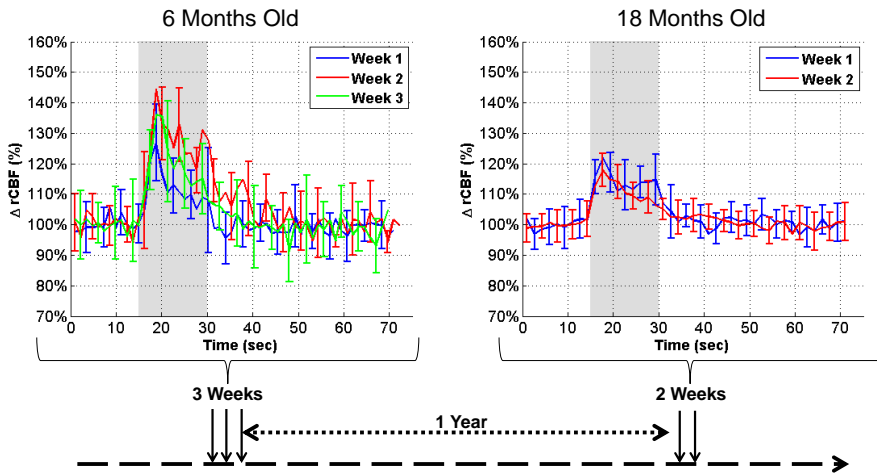 6 Months Old
18 Months Old
160%
150%
140%
130%
120%
110%
100%
90%
80%
70%
Δ rCBF (%)
Week 1
Week 2
Week 3
0 10 20 30 40 50 60 70
Time (sec)
160%
150%
140%
130%
120%
110%
100%
90%
80%
70%
Δ rCBF (%)
Week 1
Week 2
0 10 20 30 40 50 60 70
Time (sec)
3 Weeks
2 Weeks
1 Year